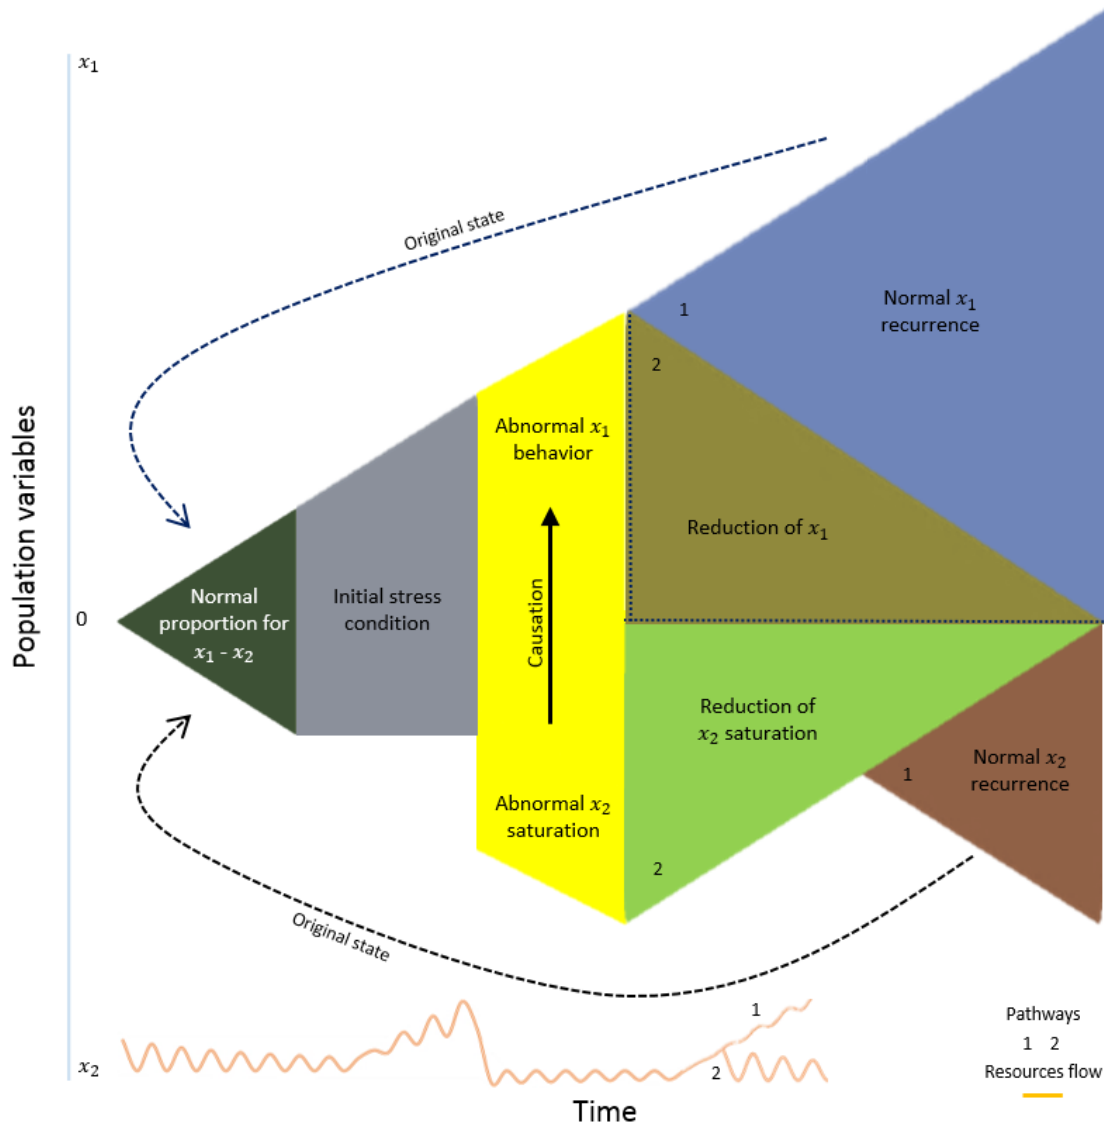 x₁
Original state
1
Normal x₁
recurrence
2
Abnormal x₁
behavior
Reduction of x₁
Causation
Population variables
0
Normal
proportion for
x₁ - x₂
Initial stress
condition
Reduction of
x₂ saturation
Normal x₂
recurrence
1
Abnormal x₂
saturation
2
Original state
1
2
x₂
Pathways
1 2
Resources flow
Time